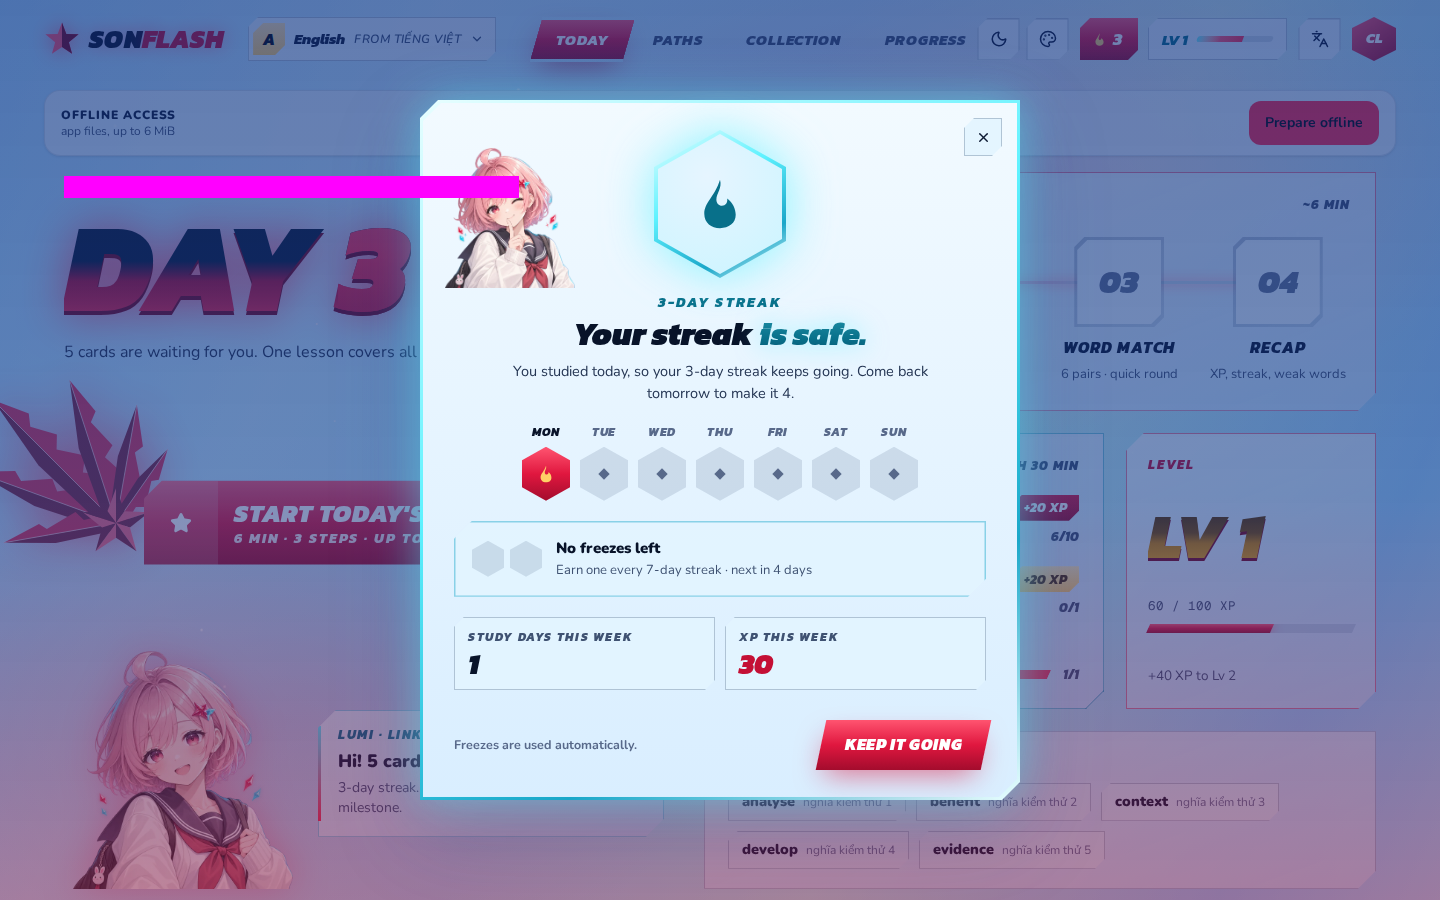 SONFLASH
A English FROM TIẾNG VIỆT
TODAY
PATHS
COLLECTION
PROGRESS
3
LV 1
CL
OFFLINE ACCESS
app files, up to 6 MiB
Prepare offline
DAY 3
5 cards are waiting for you. One lesson covers all
START TODAY'S
6 MIN · 3 STEPS · UP TO
LUMI · LINK
Hi! 5 card
3-day streak.
milestone.
3-DAY STREAK
Your streak is safe.
You studied today, so your 3-day streak keeps going. Come back
tomorrow to make it 4.
MON TUE WED THU FRI SAT SUN
No freezes left
Earn one every 7-day streak · next in 4 days
STUDY DAYS THIS WEEK
1
XP THIS WEEK
30
Freezes are used automatically.
KEEP IT GOING
~6 MIN
03
04
WORD MATCH
6 pairs · quick round
RECAP
XP, streak, weak words
30 MIN
+20 XP
6/10
+20 XP
0/1
1/1
LEVEL
LV 1
60 / 100 XP
+40 XP to Lv 2
analyse nghĩa kiểm thử 1
benefit nghĩa kiểm thử 2
context nghĩa kiểm thử 3
develop nghĩa kiểm thử 4
evidence nghĩa kiểm thử 5